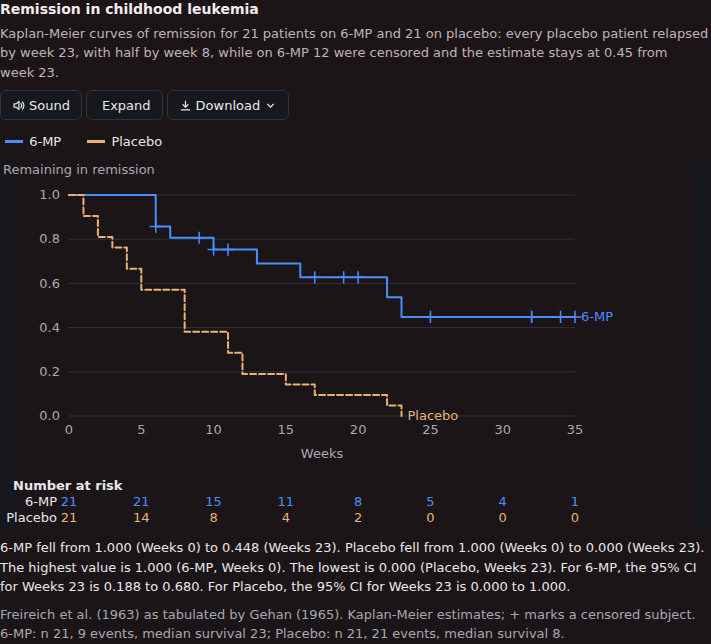 Remission in childhood leukemia
Kaplan-Meier curves of remission for 21 patients on 6-MP and 21 on placebo: every placebo patient relapsed
by week 23, with half by week 8, while on 6-MP 12 were censored and the estimate stays at 0.45 from
week 23.
Sound Expand Download
6-MP Placebo
Remaining in remission
1.0
0.8
0.6
0.4
0.2
0.0
6-MP
Placebo
0 5 10 15 20 25 30 35
Weeks
Number at risk
6-MP 21 21 15 11 8 5 4 1
Placebo 21 14 8 4 2 0 0 0
6-MP fell from 1.000 (Weeks 0) to 0.448 (Weeks 23). Placebo fell from 1.000 (Weeks 0) to 0.000 (Weeks 23).
The highest value is 1.000 (6-MP, Weeks 0). The lowest is 0.000 (Placebo, Weeks 23). For 6-MP, the 95% CI
for Weeks 23 is 0.188 to 0.680. For Placebo, the 95% CI for Weeks 23 is 0.000 to 1.000.
Freireich et al. (1963) as tabulated by Gehan (1965). Kaplan-Meier estimates; + marks a censored subject.
6-MP: n 21, 9 events, median survival 23; Placebo: n 21, 21 events, median survival 8.